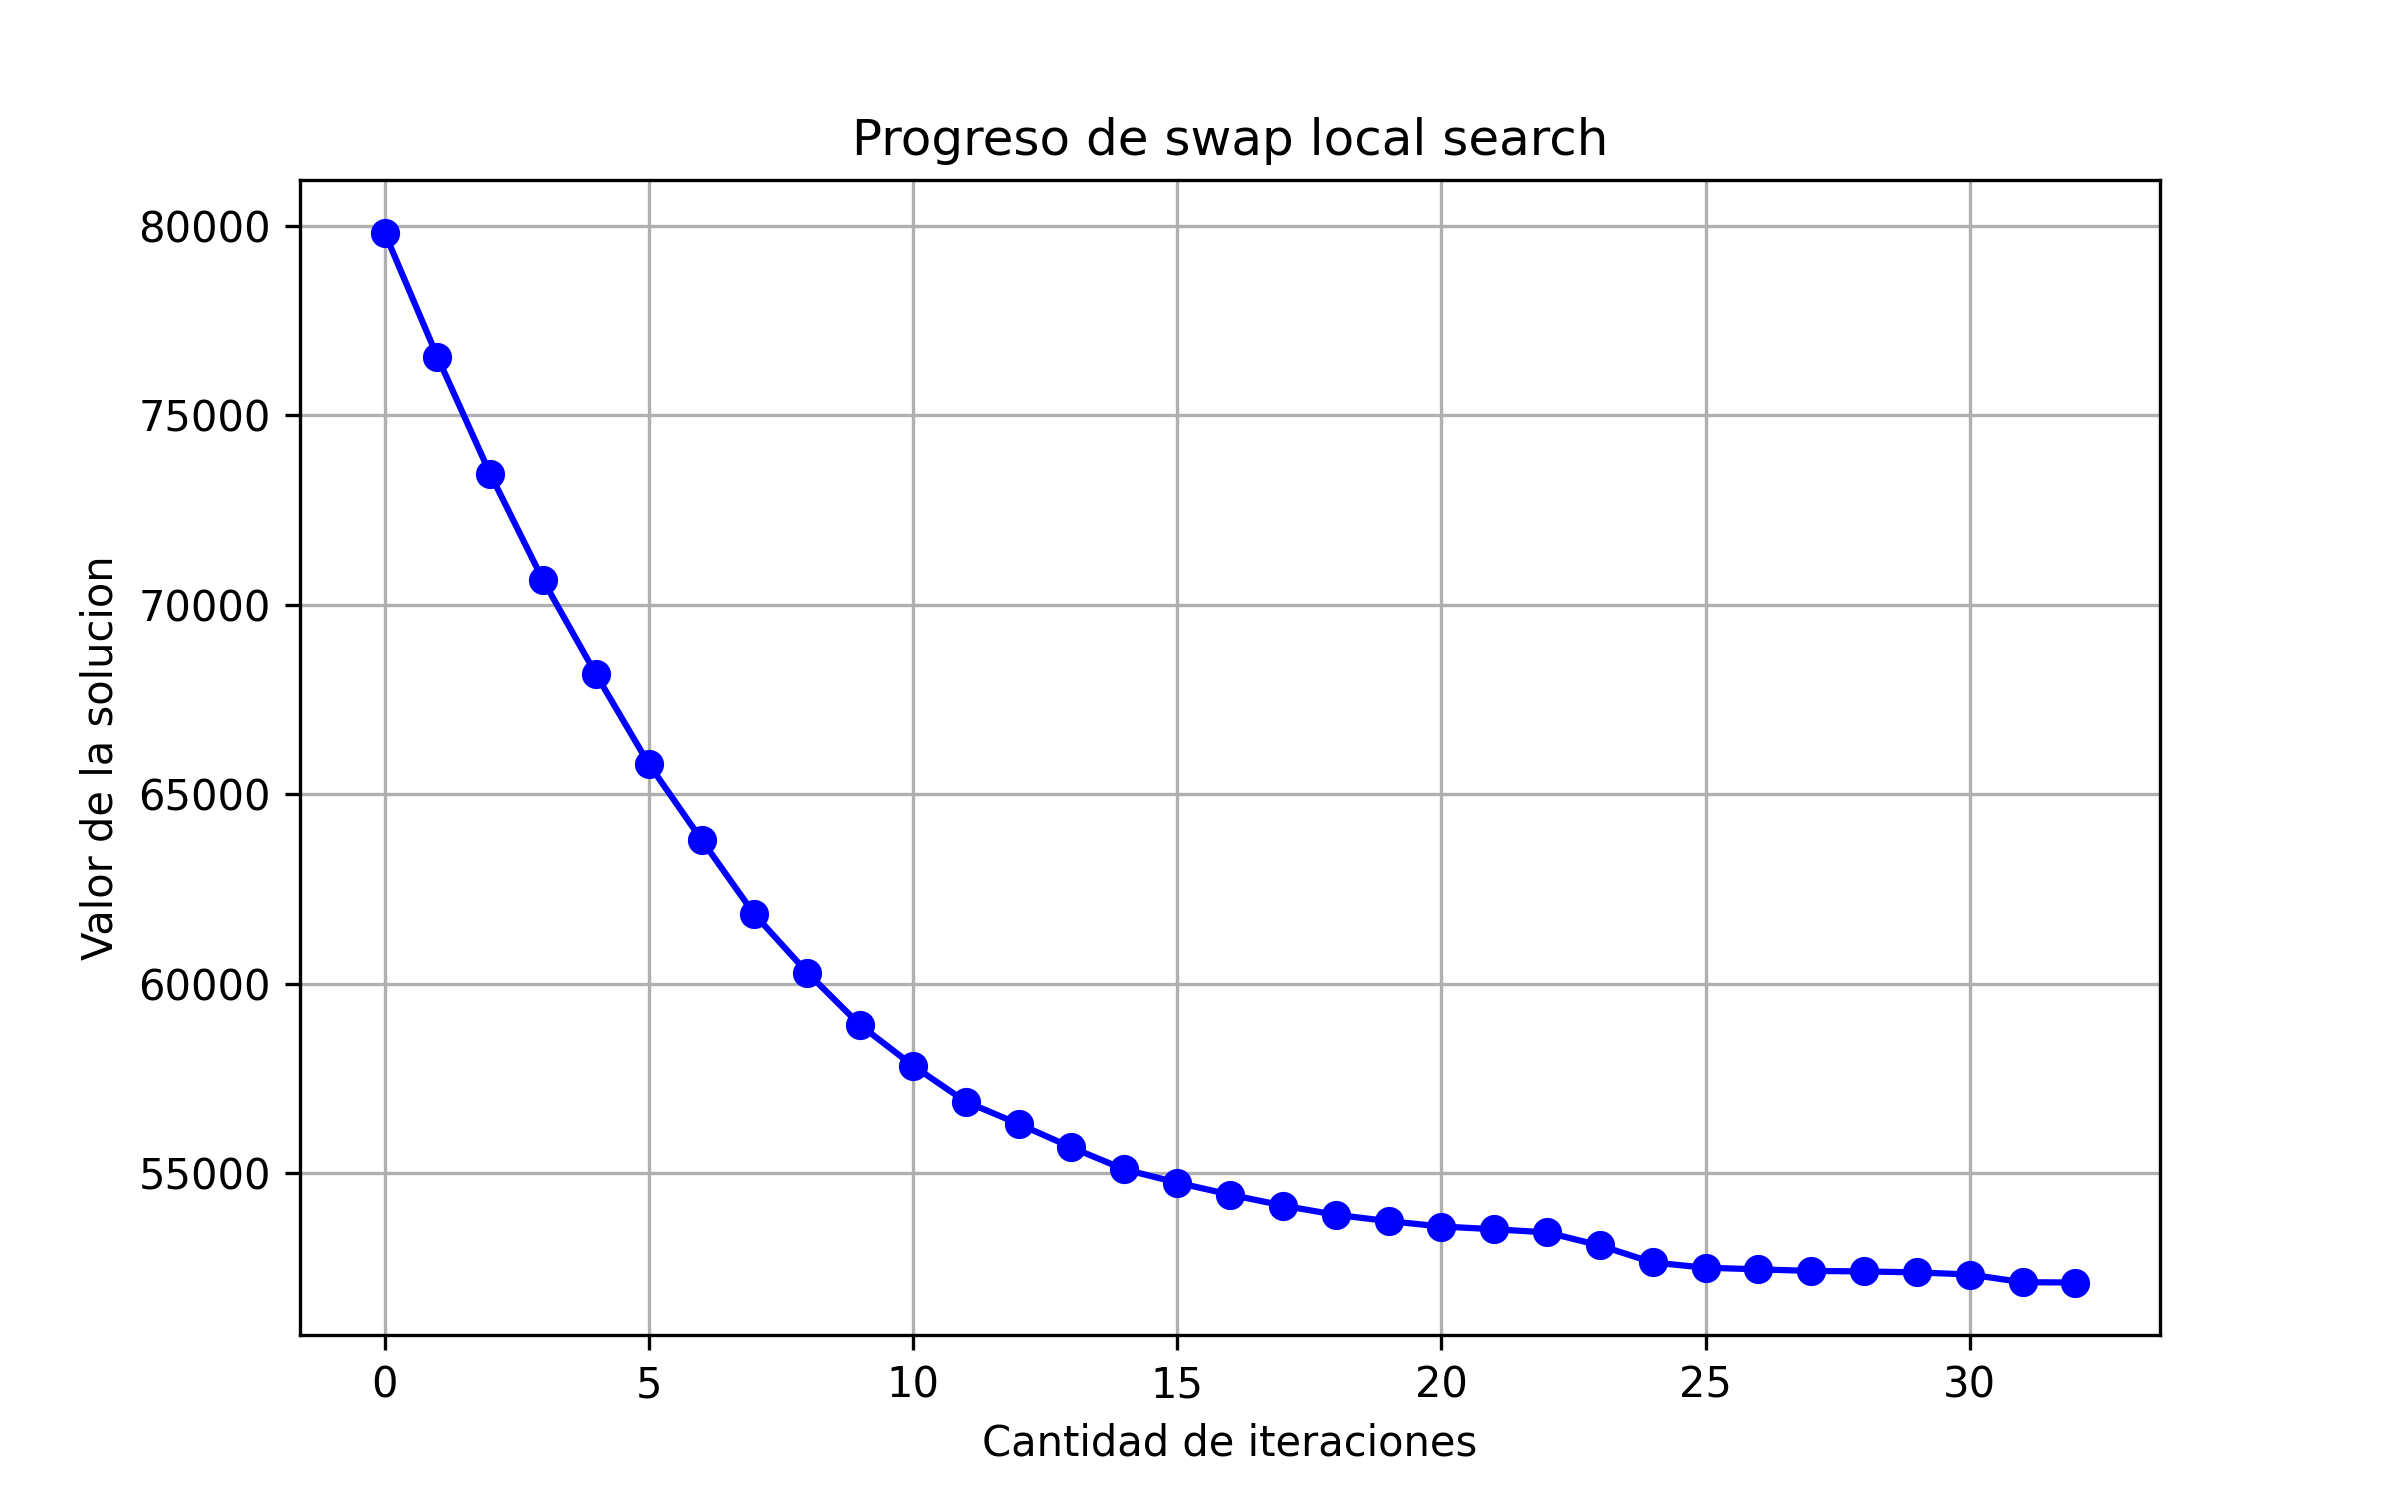 Progreso de swap local search
Valor de la solucion
80000
75000
70000
65000
60000
55000
0 5 10 15 20 25 30
Cantidad de iteraciones